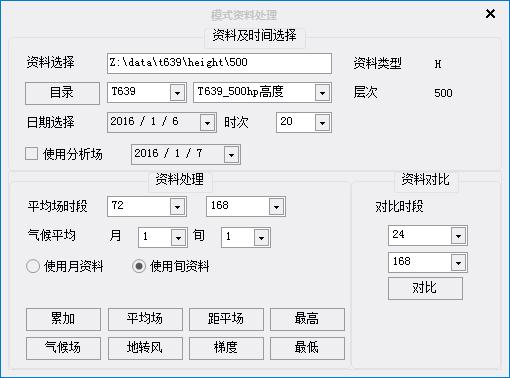 模式资料处理
资料及时间选择
资料选择 Z:\data\t639\height\500 资料类型 H
目录 T639 T639_500hp高度 层次 500
日期选择 2016 / 1 / 6 时次 20
使用分析场 2016 / 1 / 7
资料处理
平均场时段 72 168
气候平均 月 1 旬 1
使用月资料 使用旬资料
累加 平均场 距平场 最高
气候场 地转风 梯度 最低
资料对比
对比时段
24
168
对比